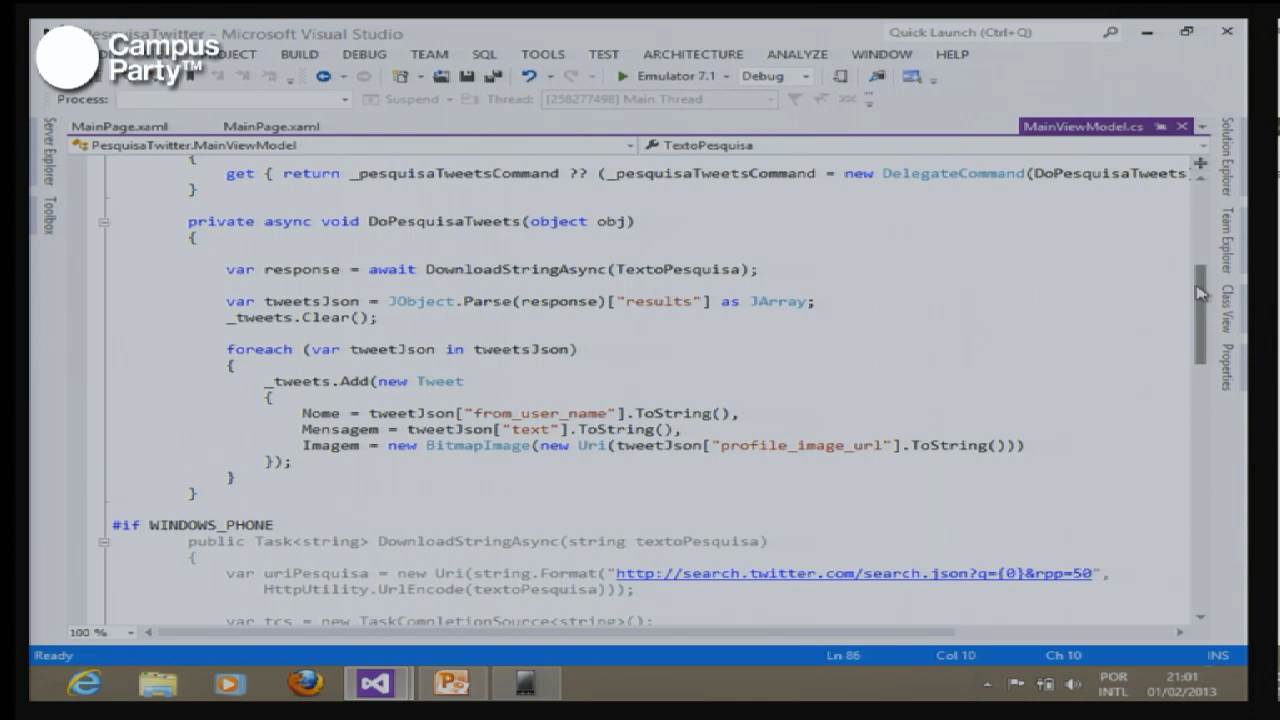 PesquisaTwitter - Microsoft Visual Studio
Quick Launch (Ctrl+Q)
Campus
Party™
BUILD DEBUG TEAM SQL TOOLS TEST ARCHITECTURE ANALYZE WINDOW HELP
Emulator 7.1 Debug
Process: Suspend Thread: [258277498] Main Thread
MainPage.xaml MainPage.xaml MainViewModel.cs
PesquisaTwitter.MainViewModel TextoPesquisa
{
get { return _pesquisaTweetsCommand ?? (_pesquisaTweetsCommand = new DelegateCommand(DoPesquisaTweets
}
private async void DoPesquisaTweets(object obj)
{
var response = await DownloadStringAsync(TextoPesquisa);
var tweetsJson = JObject.Parse(response)["results"] as JArray;
_tweets.Clear();
foreach (var tweetJson in tweetsJson)
{
_tweets.Add(new Tweet
{
Nome = tweetJson["from_user_name"].ToString(),
Mensagem = tweetJson["text"].ToString(),
Imagem = new BitmapImage(new Uri(tweetJson["profile_image_url"].ToString()))
});
}
}
#if WINDOWS_PHONE
public Task<string> DownloadStringAsync(string textoPesquisa)
{
var uriPesquisa = new Uri(string.Format("http://search.twitter.com/search.json?q={0}&rpp=50",
HttpUtility.UrlEncode(textoPesquisa)));
var tcs = new TaskCompletionSource<string>();
100 %
Ready Ln 86 Col 10 Ch 10 INS
Server Explorer
Toolbox
Solution Explorer
Team Explorer
Class View
Properties
POR
INTL
21:01
01/02/2013